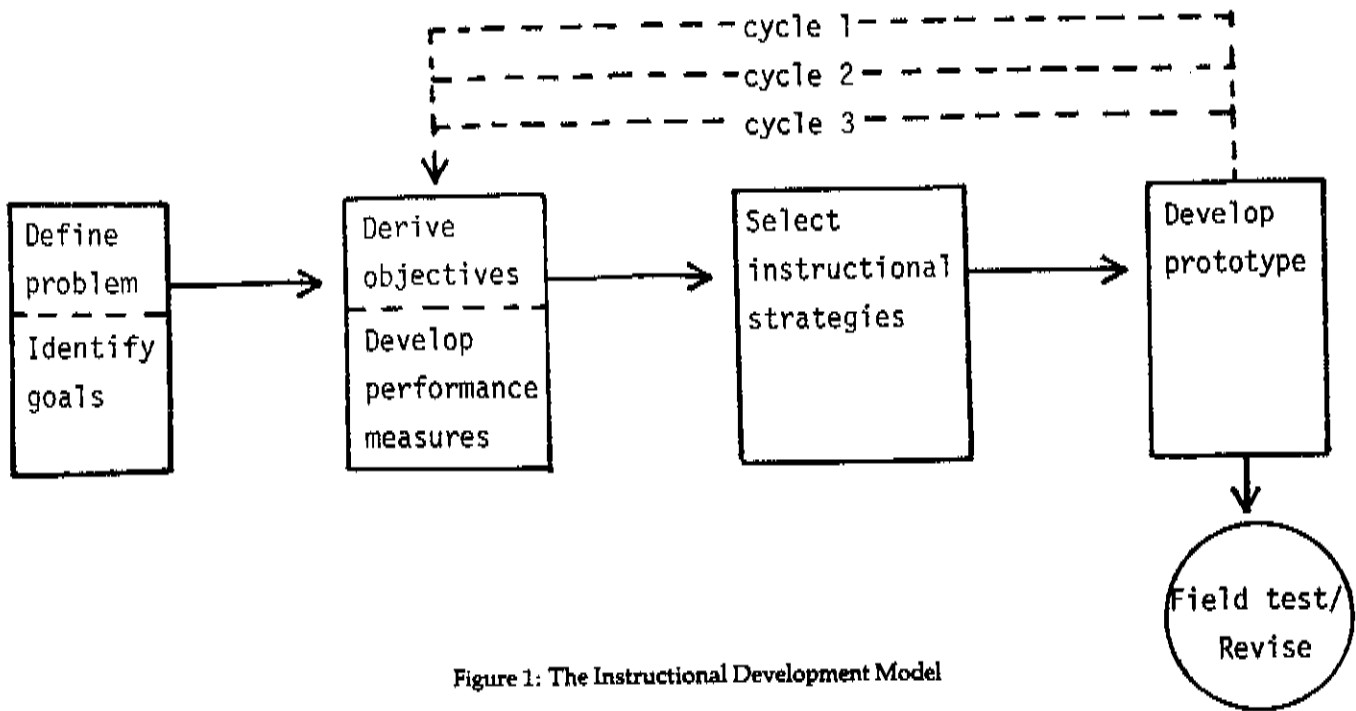 cycle 1
cycle 2
cycle 3
Define
problem
Identify
goals
Derive
objectives
Develop
performance
measures
Select
instructional
strategies
Develop
prototype
Field test/
Revise
Figure 1: The Instructional Development Model